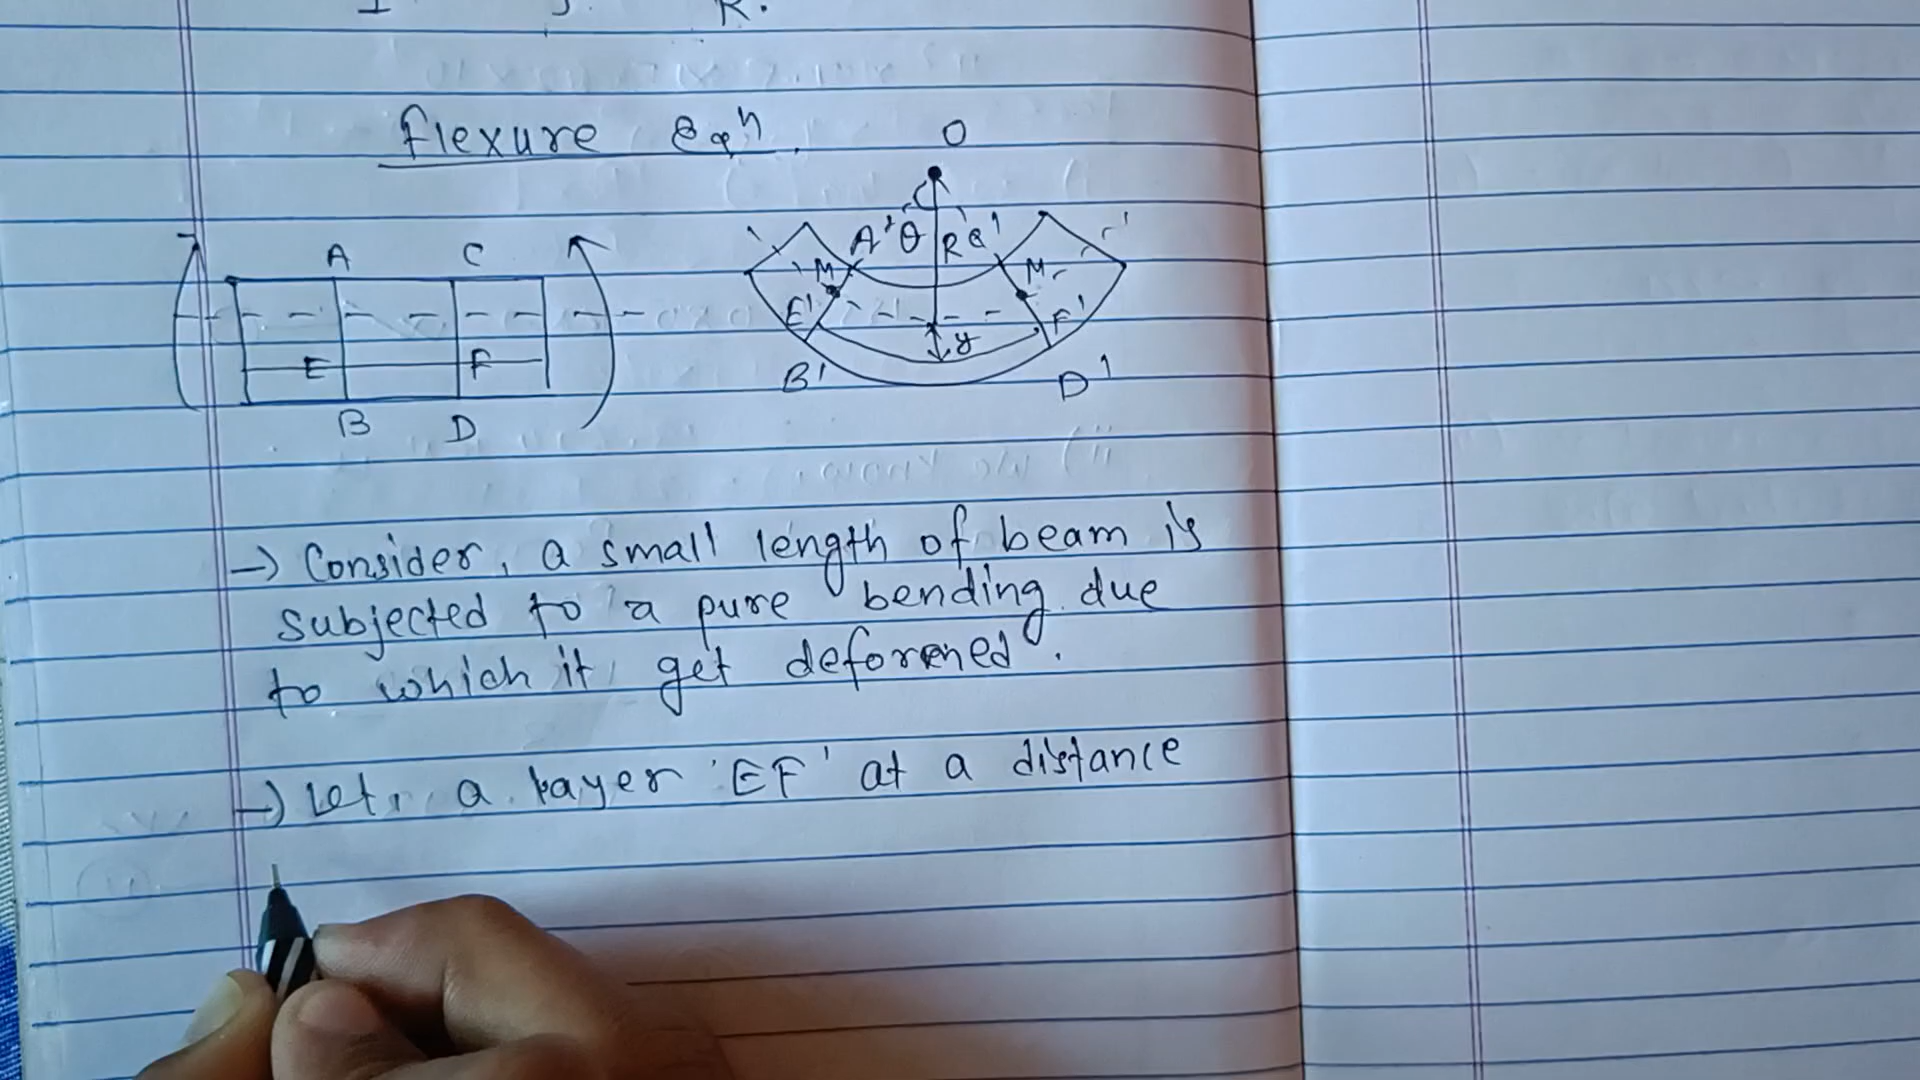 I J. R.
flexure eqn.
O
A C
A' θ R C'
M M
E F
E' F'
y
B D
B' D'
→ Consider, a small length of beam is
subjected to a pure bending due
to which it get deformed.
→ Let, a layer 'EF' at a distance